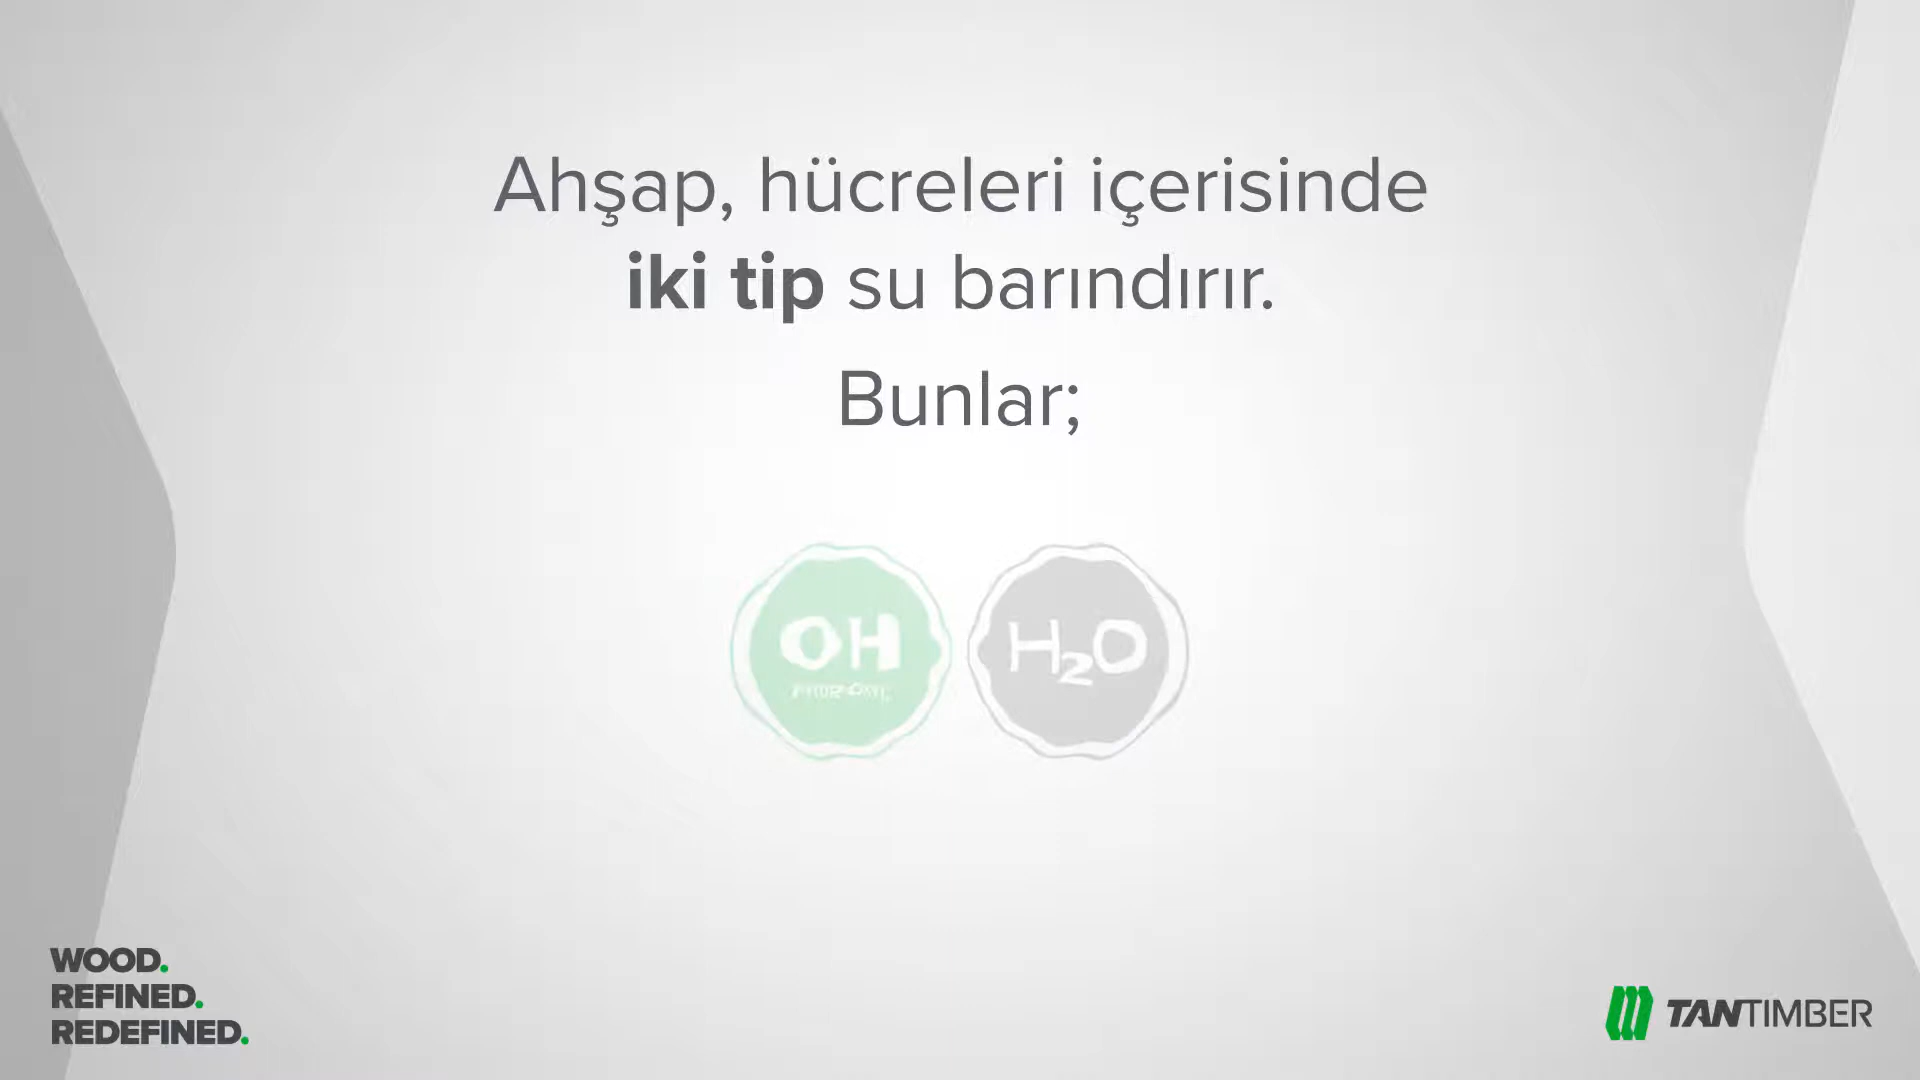 Ahşap, hücreleri içerisinde
iki tip su barındırır.
Bunlar;
OH
H₂O
WOOD.
REFINED.
REDEFINED.
TANTIMBER